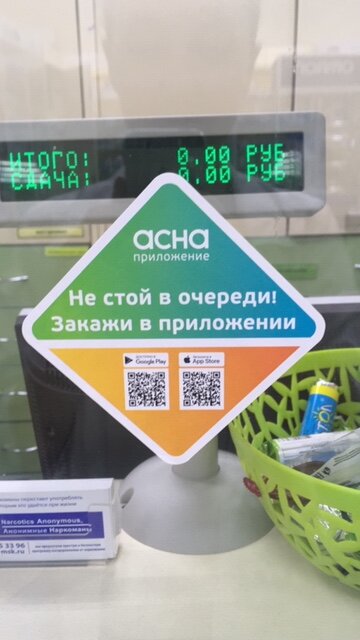 ИТОГО: 0.00 РУБ
СДАЧА: 0.00 РУБ
асна
приложение
Не стой в очереди!
Закажи в приложении
Google Play
App Store
Narcotics Anonymous,
Анонимные Наркоманы